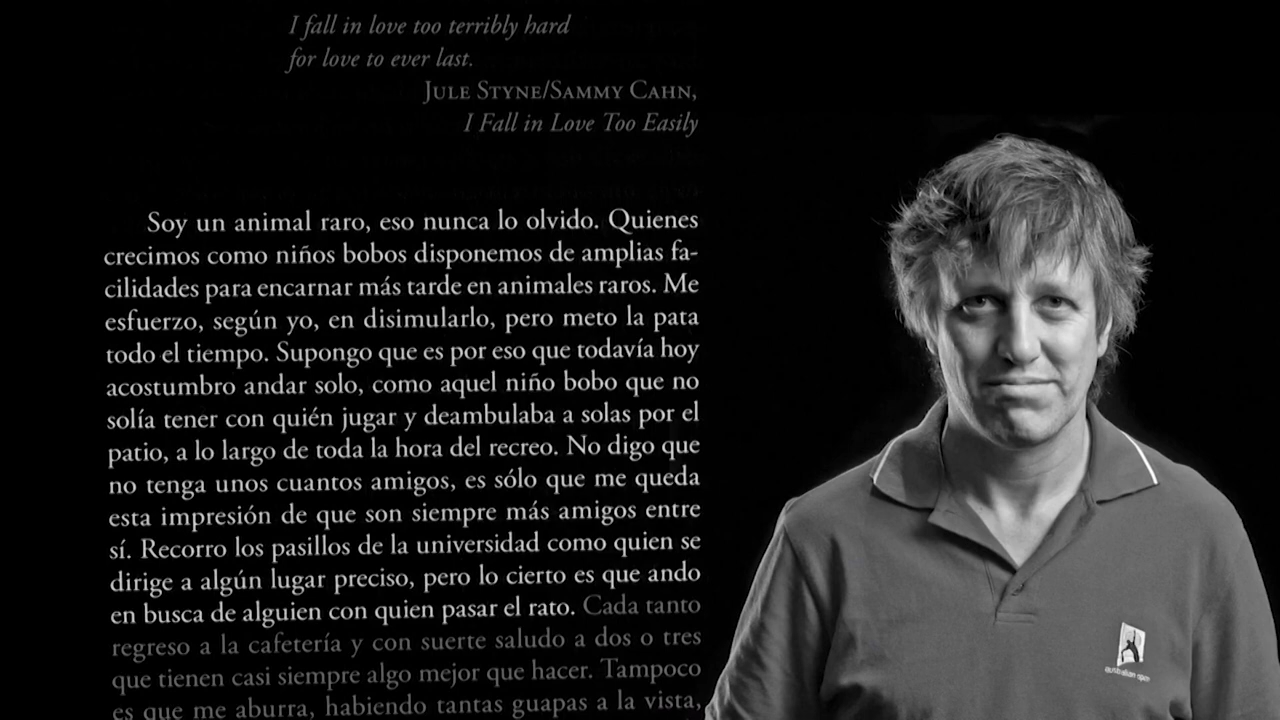 I fall in love too terribly hard
for love to ever last.
JULE STYNE/SAMMY CAHN,
I Fall in Love Too Easily
Soy un animal raro, eso nunca lo olvido. Quienes
crecimos como niños bobos disponemos de amplias fa-
cilidades para encarnar más tarde en animales raros. Me
esfuerzo, según yo, en disimularlo, pero meto la pata
todo el tiempo. Supongo que es por eso que todavía hoy
acostumbro andar solo, como aquel niño bobo que no
solía tener con quién jugar y deambulaba a solas por el
patio, a lo largo de toda la hora del recreo. No digo que
no tenga unos cuantos amigos, es sólo que me queda
esta impresión de que son siempre más amigos entre
sí. Recorro los pasillos de la universidad como quien se
dirige a algún lugar preciso, pero lo cierto es que ando
en busca de alguien con quien pasar el rato. Cada tanto
regreso a la cafetería y con suerte saludo a dos o tres
que tienen casi siempre algo mejor que hacer. Tampoco
es que me aburra, habiendo tantas guapas a la vista,
australian open